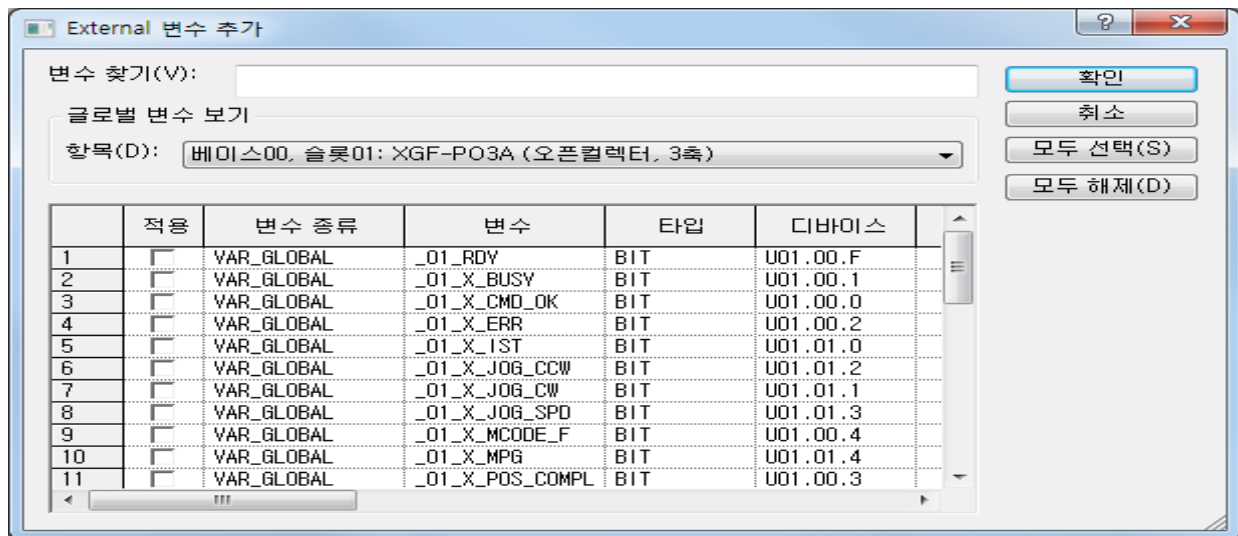 External 변수 추가
변수 찾기(V):
확인
글로벌 변수 보기
취소
항목(D): 베이스00, 슬롯01: XGF-PO3A (오픈컬렉터, 3축)
모두 선택(S)
모두 해제(D)
적용 변수 종류 변수 타입 디바이스
1 VAR_GLOBAL _01_RDY BIT U01.00.F
2 VAR_GLOBAL _01_X_BUSY BIT U01.00.1
3 VAR_GLOBAL _01_X_CMD_OK BIT U01.00.0
4 VAR_GLOBAL _01_X_ERR BIT U01.00.2
5 VAR_GLOBAL _01_X_IST BIT U01.01.0
6 VAR_GLOBAL _01_X_JOG_CCW BIT U01.01.2
7 VAR_GLOBAL _01_X_JOG_CW BIT U01.01.1
8 VAR_GLOBAL _01_X_JOG_SPD BIT U01.01.3
9 VAR_GLOBAL _01_X_MCODE_F BIT U01.00.4
10 VAR_GLOBAL _01_X_MPG BIT U01.01.4
11 VAR_GLOBAL _01_X_POS_COMPL BIT U01.00.3